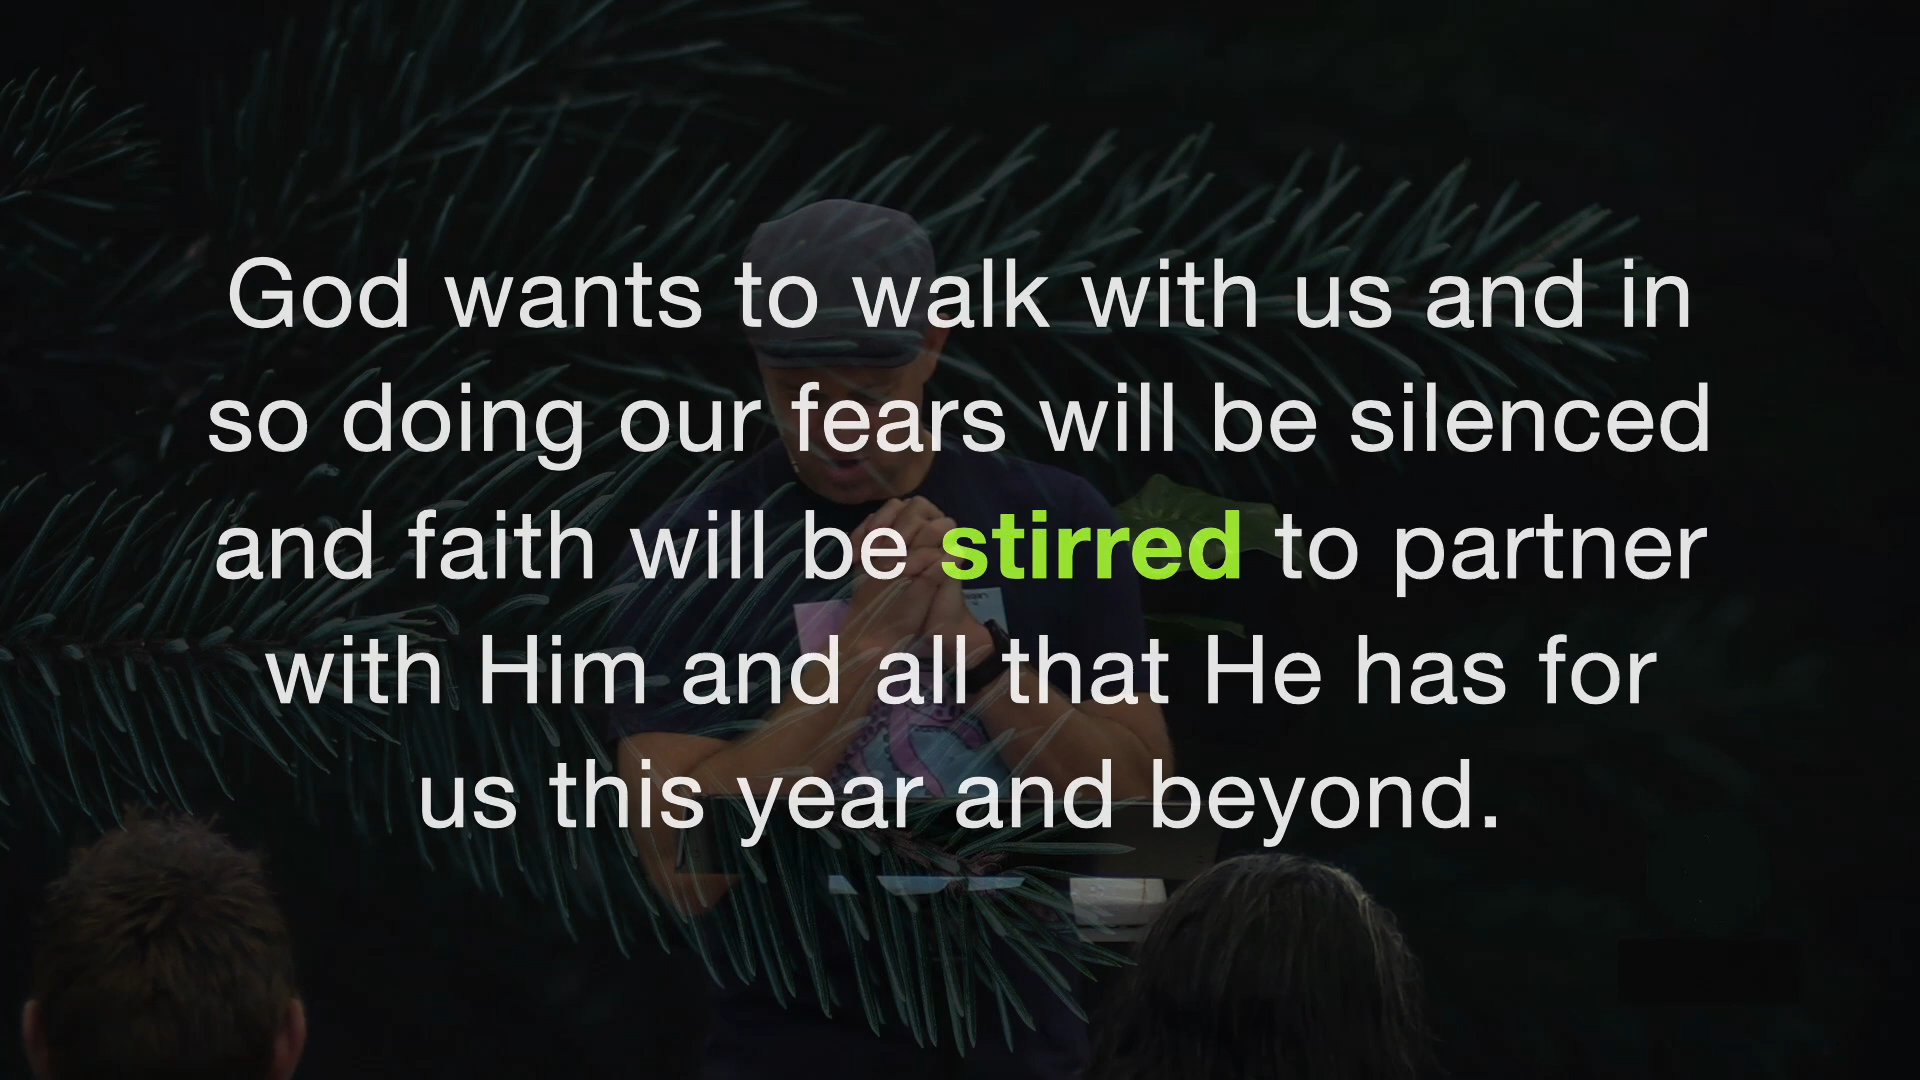 God wants to walk with us and in
so doing our fears will be silenced
and faith will be stirred to partner
with Him and all that He has for
us this year and beyond.